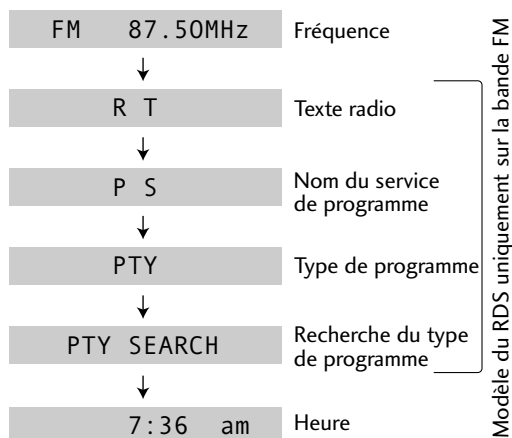 FM 87.50MHz
Fréquence
R T
Texte radio
P S
Nom du service
de programme
PTY
Type de programme
PTY SEARCH
Recherche du type
de programme
7:36 am
Heure
Modèle du RDS uniquement sur la bande FM